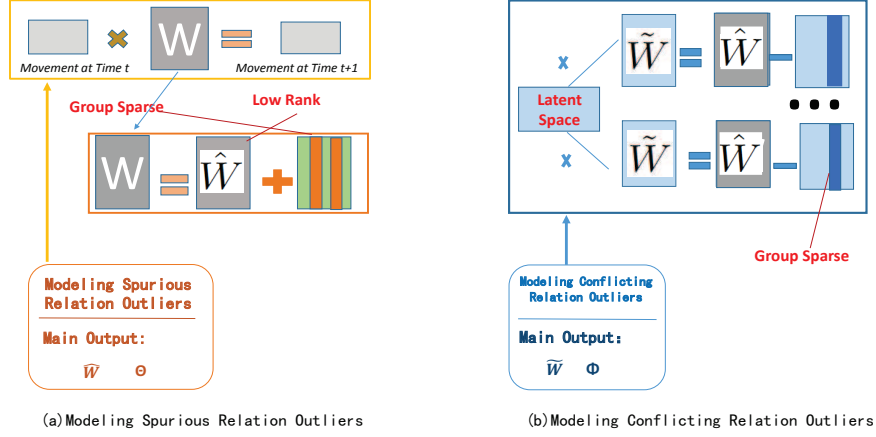 W
Movement at Time t
Movement at Time t+1
Group Sparse
Low Rank
W
Ŵ
Modeling Spurious
Relation Outliers
Main Output:
Ŵ Θ
(a)Modeling Spurious Relation Outliers
x
W̃
Ŵ
Latent
Space
x
W̃
Ŵ
Group Sparse
Modeling Conflicting
Relation Outliers
Main Output:
W̃ Φ
(b)Modeling Conflicting Relation Outliers